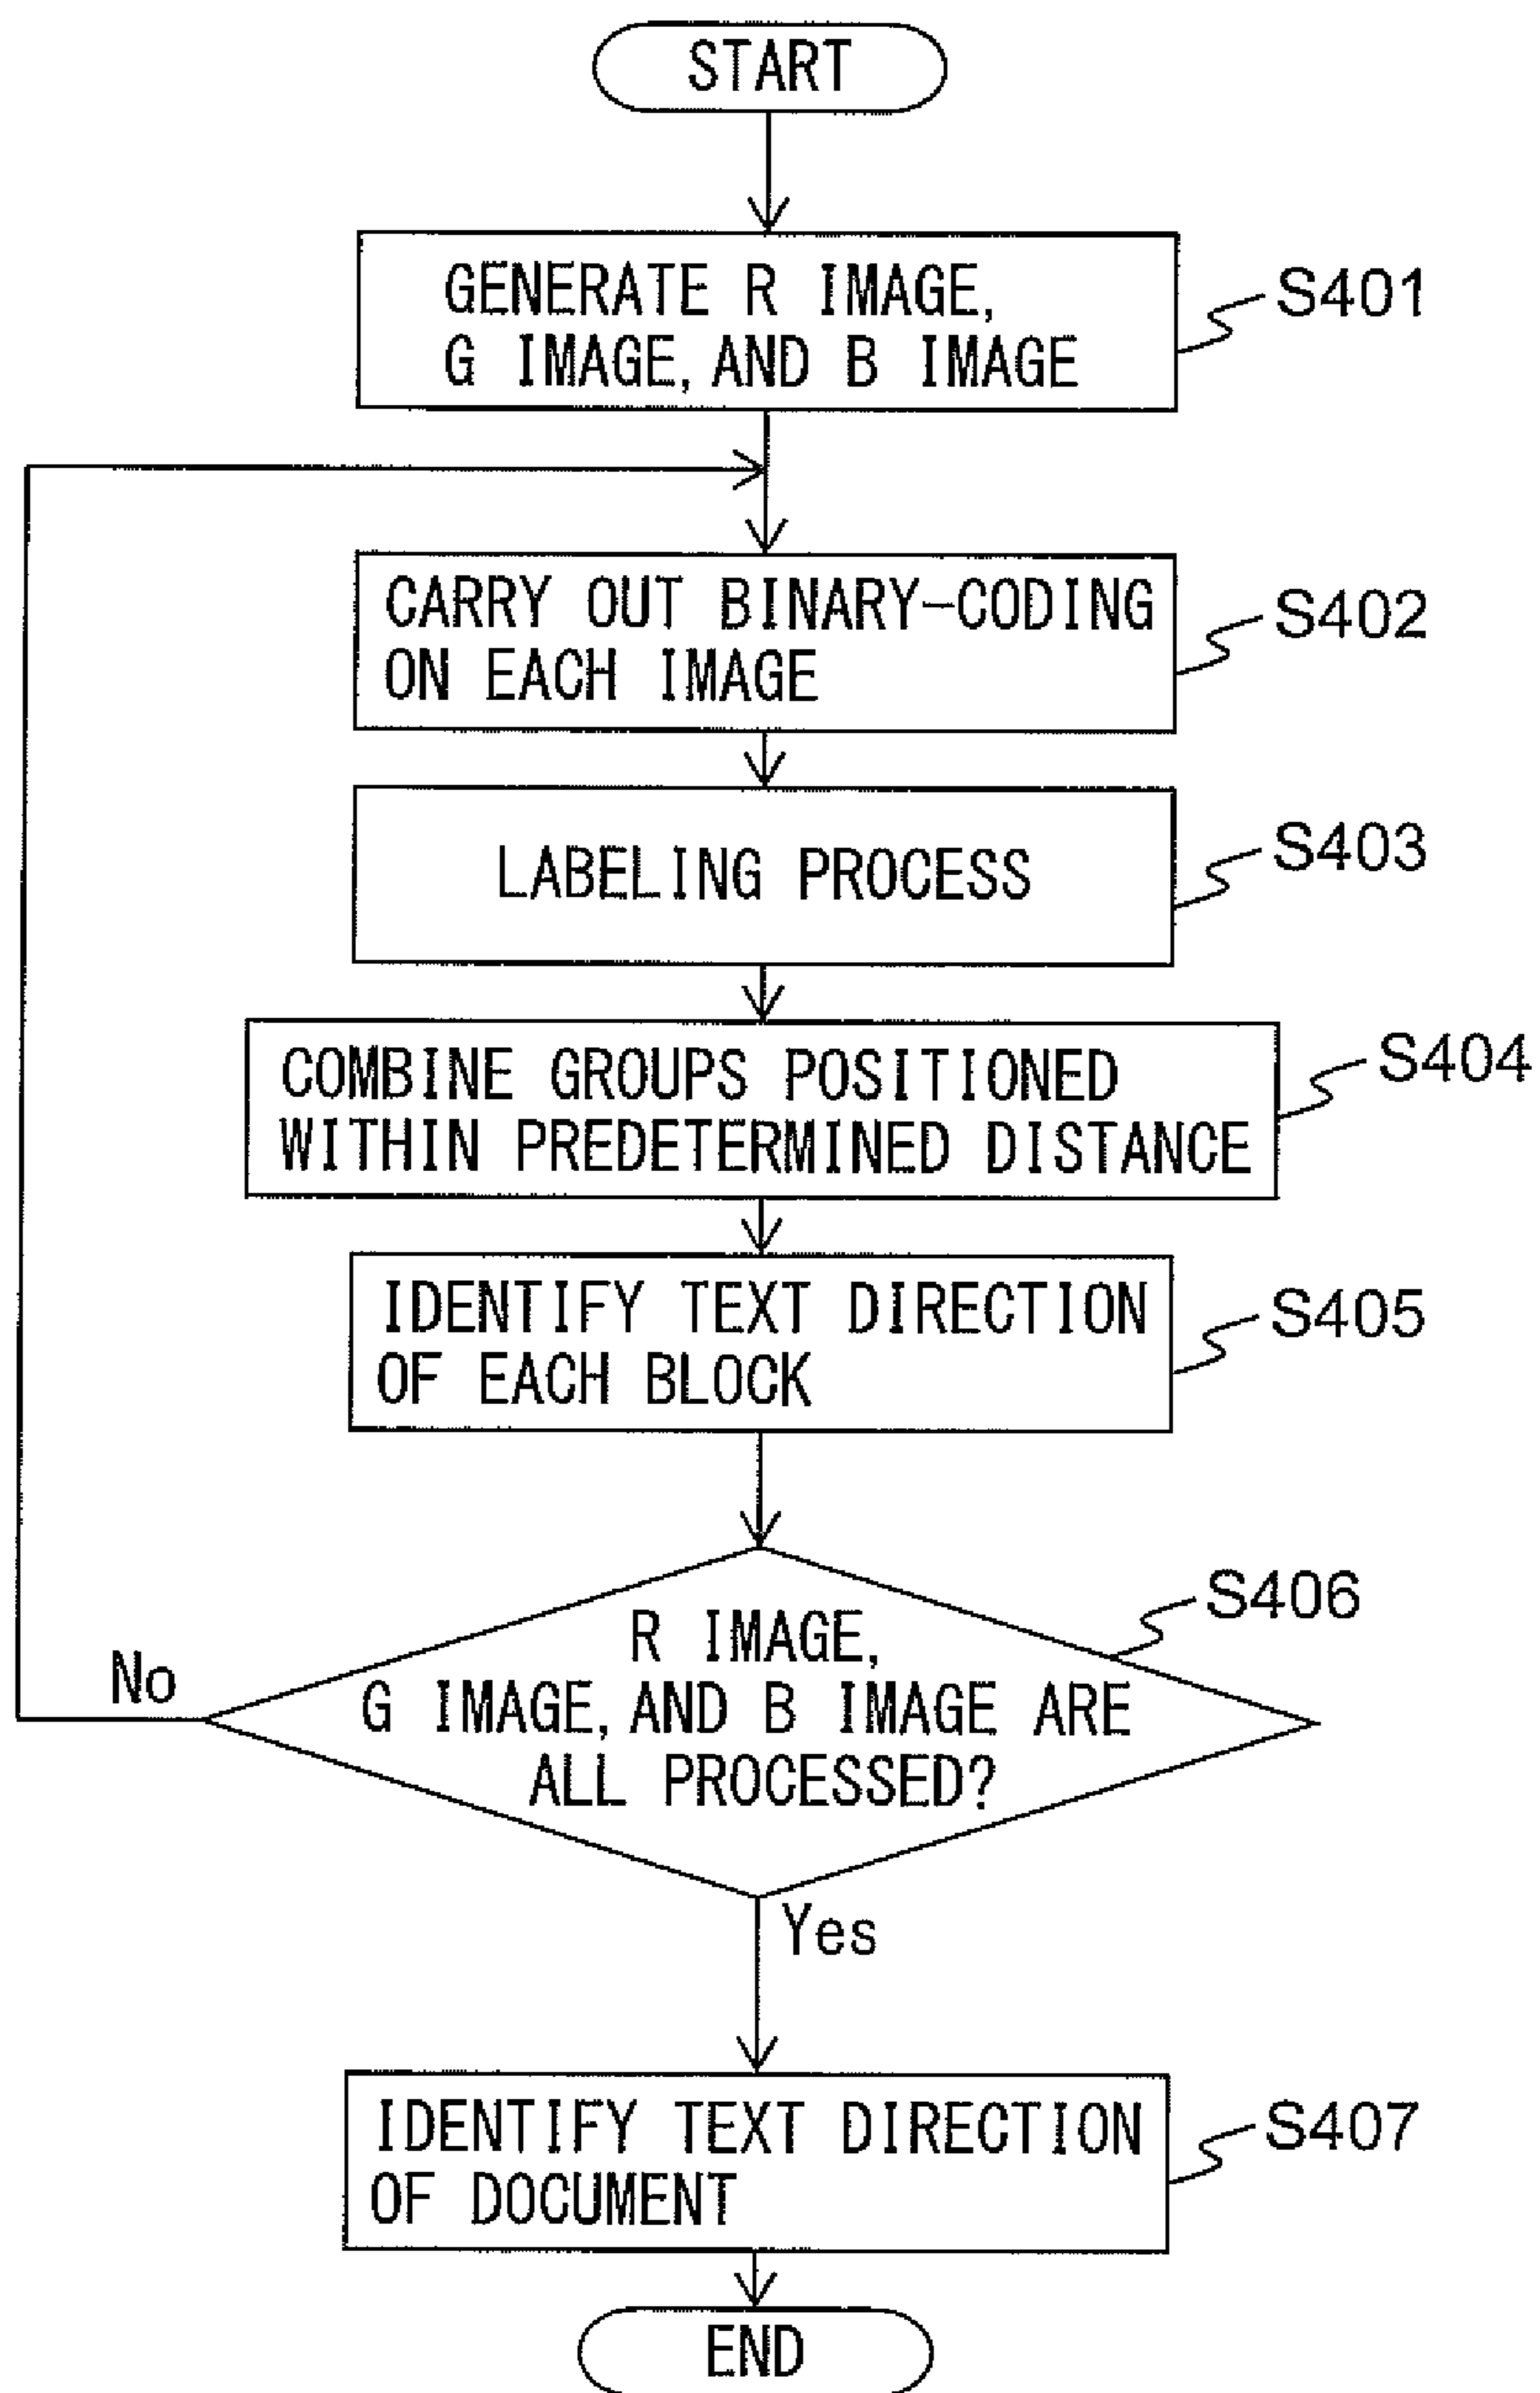 START
GENERATE R IMAGE,
G IMAGE, AND B IMAGE
S401
CARRY OUT BINARY-CODING
ON EACH IMAGE
S402
LABELING PROCESS
S403
COMBINE GROUPS POSITIONED
WITHIN PREDETERMINED DISTANCE
S404
IDENTIFY TEXT DIRECTION
OF EACH BLOCK
S405
R IMAGE,
G IMAGE, AND B IMAGE ARE
ALL PROCESSED?
S406
No
Yes
IDENTIFY TEXT DIRECTION
OF DOCUMENT
S407
END